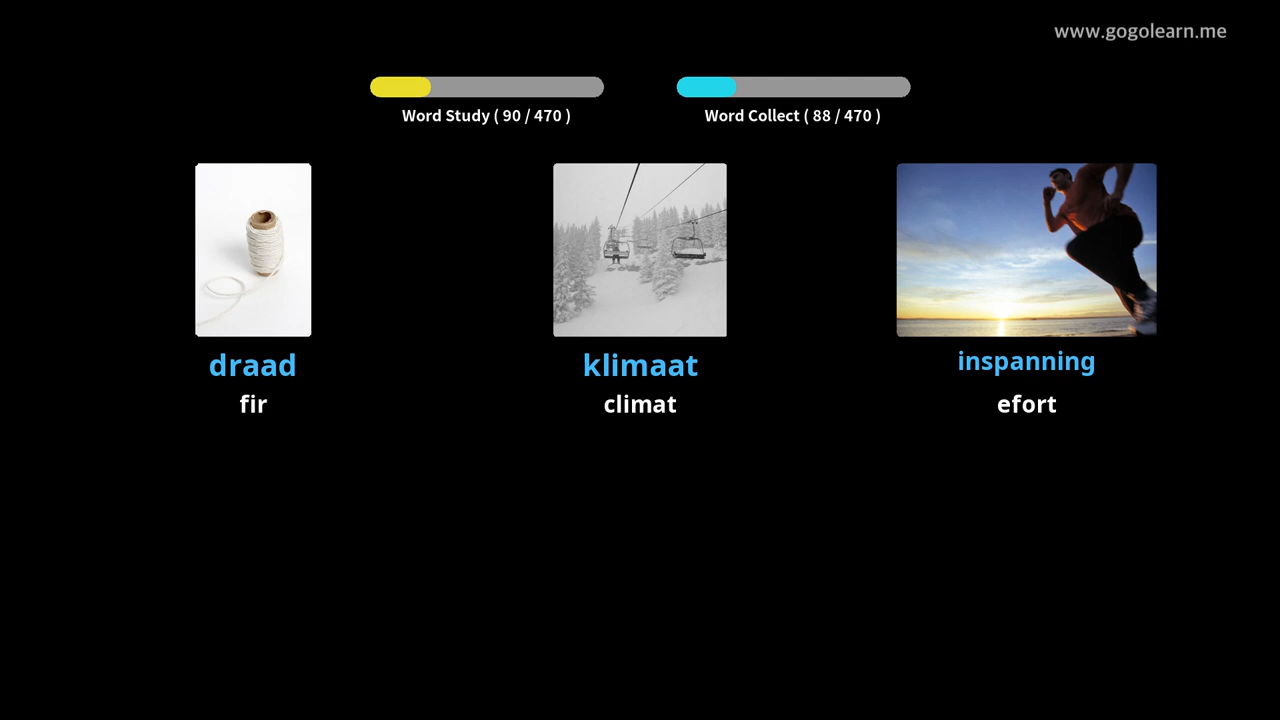 www.gogolearn.me
Word Study ( 90 / 470 )
Word Collect ( 88 / 470 )
draad
klimaat
inspanning
fir
climat
efort